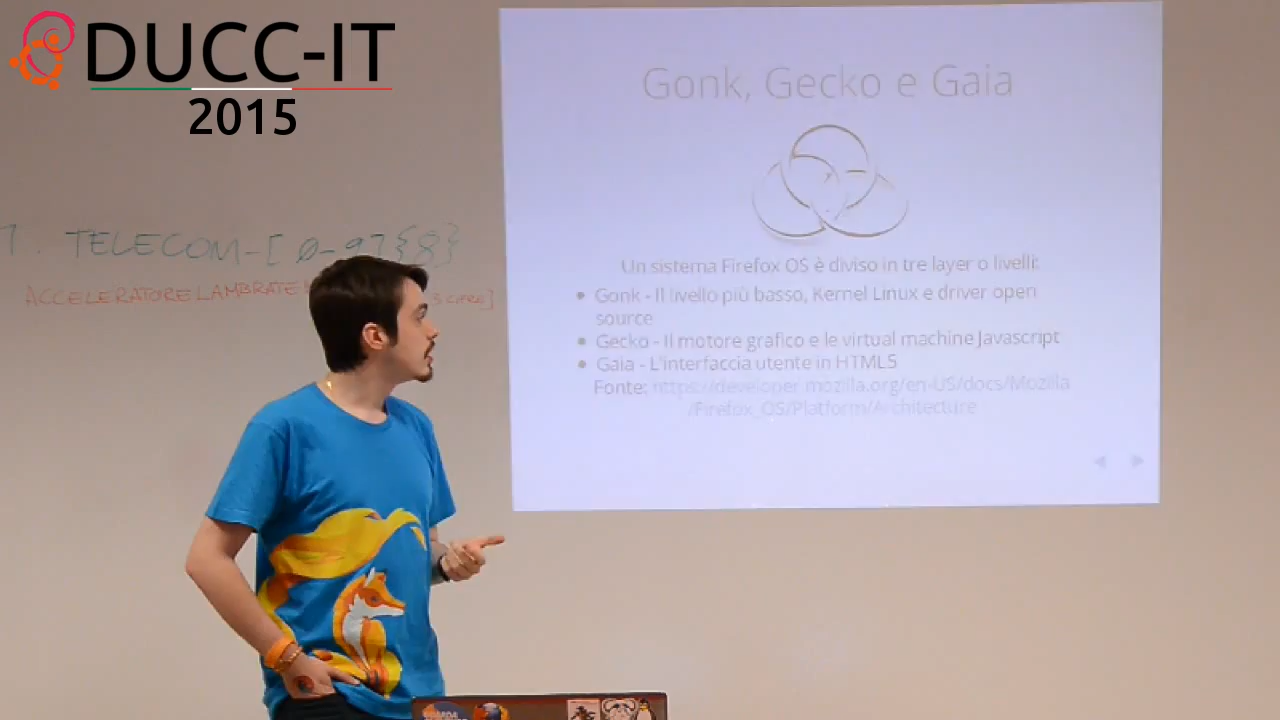 DUCC-IT
2015
Gonk, Gecko e Gaia
Un sistema Firefox OS è diviso in tre layer o livelli:
Gonk - Il livello più basso, Kernel Linux e driver open
source
Gecko - Il motore grafico e le virtual machine Javascript
Gaia - L'interfaccia utente in HTML5
Fonte: https://developer.mozilla.org/en-US/docs/Mozilla
/Firefox_OS/Platform/Architecture
1. TELECOM-[0-9]{8}
ACCELERATORE LAMBRATE
CIFRE]